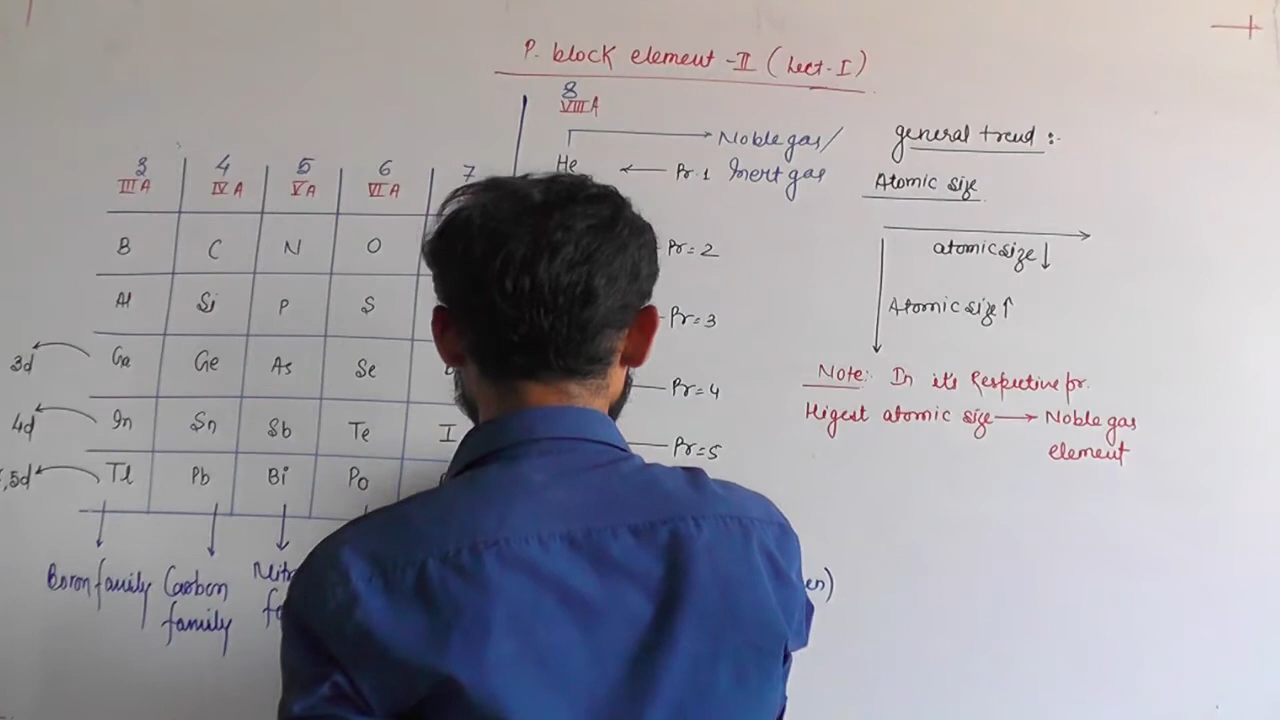 P. block element -II (Lect-I)
8
VIII A
Noble gas/
He
Pr.1 Inert gas
3 4 5 6 7
III A IV A V A VI A
B C N O
Pr=2
Al Si P S
Pr=3
3d Ga Ge As Se
Pr=4
4d In Sn Sb Te I
Pr=5
,5d Tl Pb Bi Po
Boron family Carbon
family
general trend :-
Atomic size
atomic size ↓
Atomic size ↑
Note: In it's Respective pr.
Higest atomic size → Noble gas
element